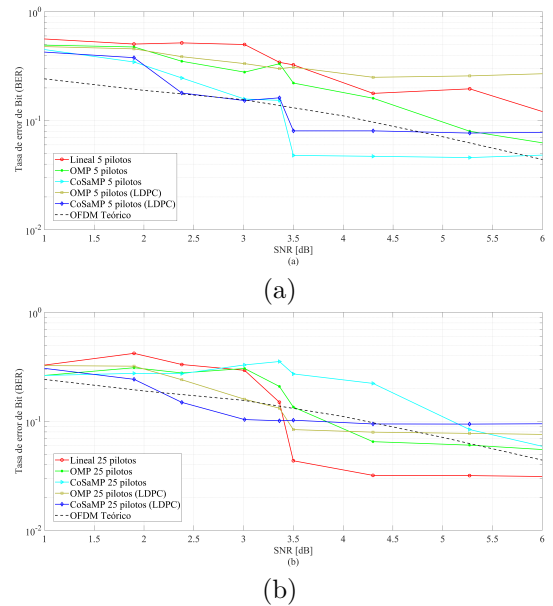 10^0
10^-1
10^-2
Tasa de error de Bit (BER)
Lineal 5 pilotos
OMP 5 pilotos
CoSaMP 5 pilotos
OMP 5 pilotos (LDPC)
CoSaMP 5 pilotos (LDPC)
OFDM Teórico
1 1.5 2 2.5 3 3.5 4 4.5 5 5.5 6
SNR [dB]
(a)
(a)
10^0
10^-1
10^-2
Tasa de error de Bit (BER)
Lineal 25 pilotos
OMP 25 pilotos
CoSaMP 25 pilotos
OMP 25 pilotos (LDPC)
CoSaMP 25 pilotos (LDPC)
OFDM Teórico
1 1.5 2 2.5 3 3.5 4 4.5 5 5.5 6
SNR [dB]
(b)
(b)